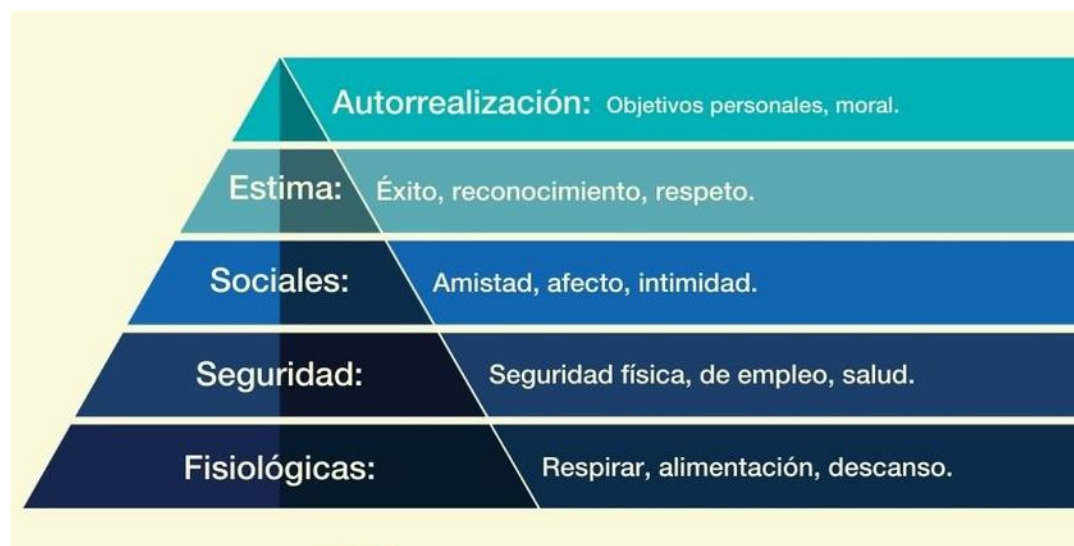 Autorrealización: Objetivos personales, moral.
Estima: Éxito, reconocimiento, respeto.
Sociales: Amistad, afecto, intimidad.
Seguridad: Seguridad física, de empleo, salud.
Fisiológicas: Respirar, alimentación, descanso.